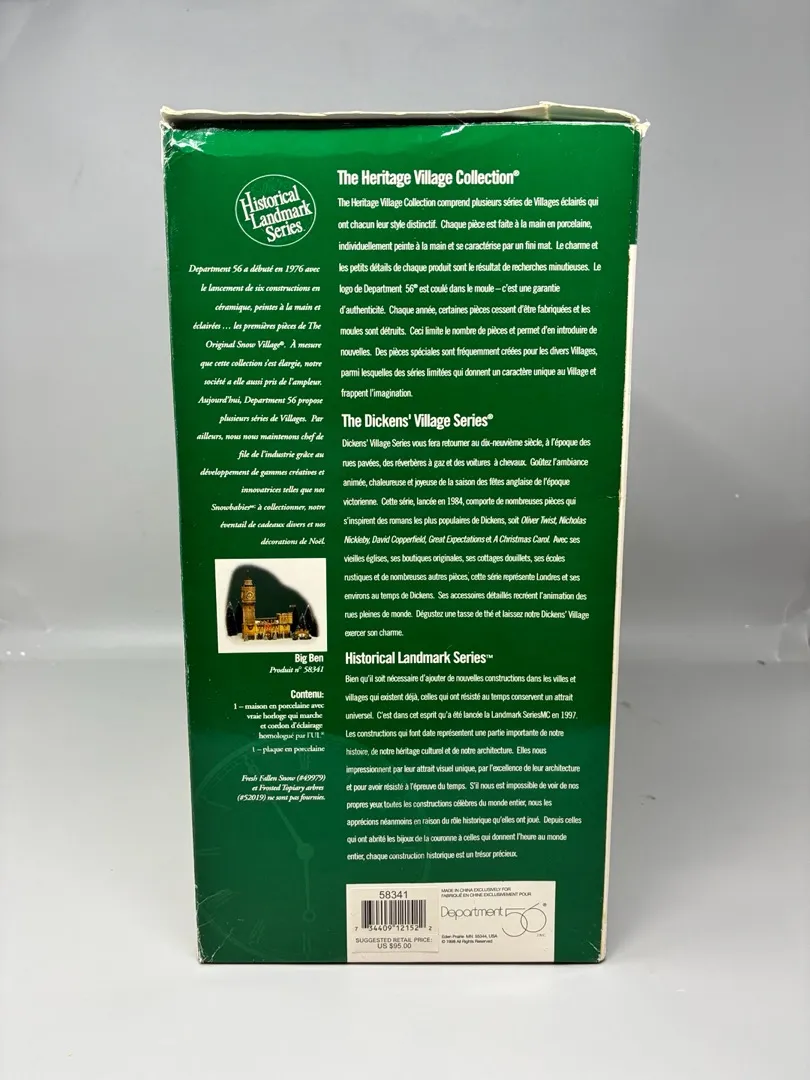 Historical
Landmark
Series
Department 56 a débuté en 1976 avec
le lancement de six constructions en
céramique, peintes à la main et
éclairées … les premières pièces de The
Original Snow Village®. À mesure
que cette collection s'est élargie, notre
société a elle aussi pris de l'ampleur.
Aujourd'hui, Department 56 propose
plusieurs séries de Villages. Par
ailleurs, nous nous maintenons chef de
file de l'industrie grâce au
développement de gammes créatives et
innovatrices telles que nos
Snowbabies à collectionner, notre
éventail de cadeaux divers et nos
décorations de Noël.
Big Ben
Produit n° 58341
Contenu:
1 – maison en porcelaine avec
vraie horloge qui marche
et cordon d'éclairage
homologué par l'UL®
1 – plaque en porcelaine
Fresh Fallen Snow (#49979)
et Frosted Topiary arbres
(#52019) ne sont pas fournies.
The Heritage Village Collection®
The Heritage Village Collection comprend plusieurs séries de Villages éclairés qui
ont chacun leur style distinctif. Chaque pièce est faite à la main en porcelaine,
individuellement peinte à la main et se caractérise par un fini mat. Le charme et
les petits détails de chaque produit sont le résultat de recherches minutieuses. Le
logo de Department 56® est coulé dans le moule – c'est une garantie
d'authenticité. Chaque année, certaines pièces cessent d'être fabriquées et les
moules sont détruits. Ceci limite le nombre de pièces et permet d'en introduire de
nouvelles. Des pièces spéciales sont fréquemment créées pour les divers Villages,
parmi lesquelles des séries limitées qui donnent un caractère unique au Village et
frappent l'imagination.
The Dickens' Village Series®
Dickens' Village Series vous fera retourner au dix-neuvième siècle, à l'époque des
rues pavées, des réverbères à gaz et des voitures à chevaux. Goûtez l'ambiance
animée, chaleureuse et joyeuse de la saison des fêtes anglaise de l'époque
victorienne. Cette série, lancée en 1984, comporte de nombreuses pièces qui
s'inspirent des romans les plus populaires de Dickens, soit Oliver Twist, Nicholas
Nickleby, David Copperfield, Great Expectations et A Christmas Carol. Avec ses
vieilles églises, ses boutiques originales, ses cottages douillets, ses écoles
rustiques et de nombreuses autres pièces, cette série représente Londres et ses
environs au temps de Dickens. Ses accessoires détaillés recréent l'animation des
rues pleines de monde. Dégustez une tasse de thé et laissez notre Dickens' Village
exercer son charme.
Historical Landmark Series™
Bien qu'il soit nécessaire d'ajouter de nouvelles constructions dans les villes et
villages qui existent déjà, celles qui ont résisté au temps conservent un attrait
universel. C'est dans cet esprit qu'a été lancée la Landmark SeriesMC en 1997.
Les constructions qui font date représentent une partie importante de notre
histoire, de notre héritage culturel et de notre architecture. Elles nous
impressionnent par leur attrait visuel unique, par l'excellence de leur architecture
et pour avoir résisté à l'épreuve du temps. S'il nous est impossible de voir de nos
propres yeux toutes les constructions célèbres du monde entier, nous les
apprécions néanmoins en raison du rôle historique qu'elles ont joué. Depuis celles
qui ont abrité les bijoux de la couronne à celles qui donnent l'heure au monde
entier, chaque construction historique est un trésor précieux.
58341
7 34409 12152 2
SUGGESTED RETAIL PRICE:
US $95.00
MADE IN CHINA EXCLUSIVELY FOR
FABRIQUÉ EN CHINE EXCLUSIVEMENT POUR
Department 56®
Eden Prairie MN 55344, USA
© 1998 All Rights Reserved